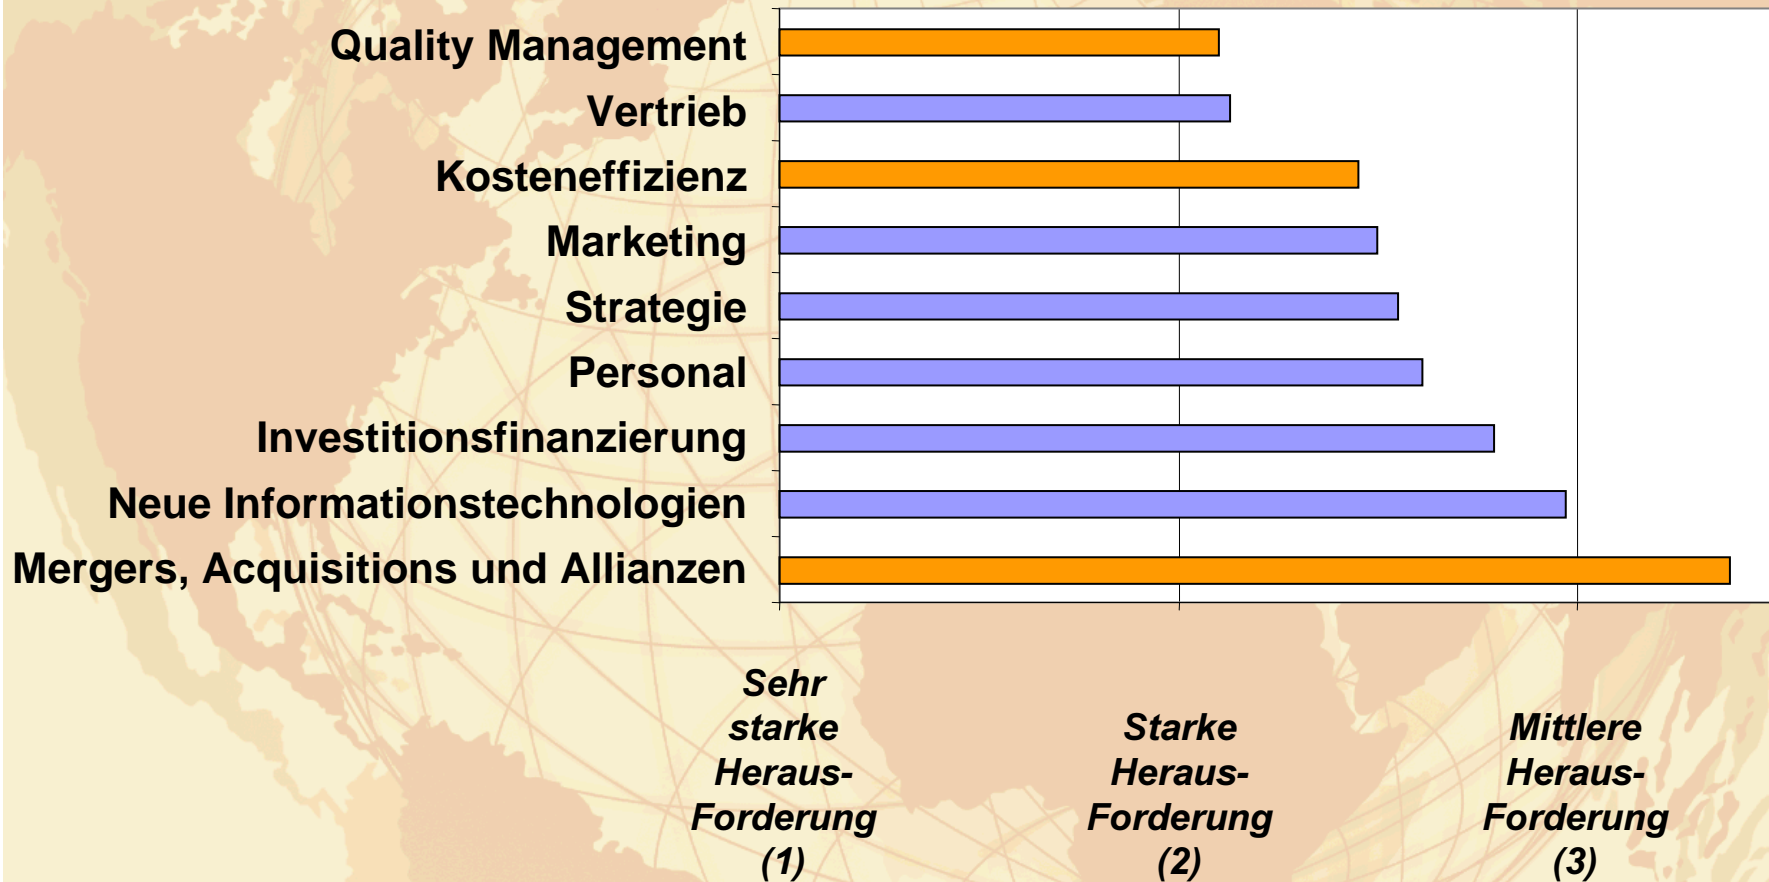 Quality Management
Vertrieb
Kosteneffizienz
Marketing
Strategie
Personal
Investitionsfinanzierung
Neue Informationstechnologien
Mergers, Acquisitions und Allianzen
Sehr
starke
Heraus-
Forderung
(1)
Starke
Heraus-
Forderung
(2)
Mittlere
Heraus-
Forderung
(3)